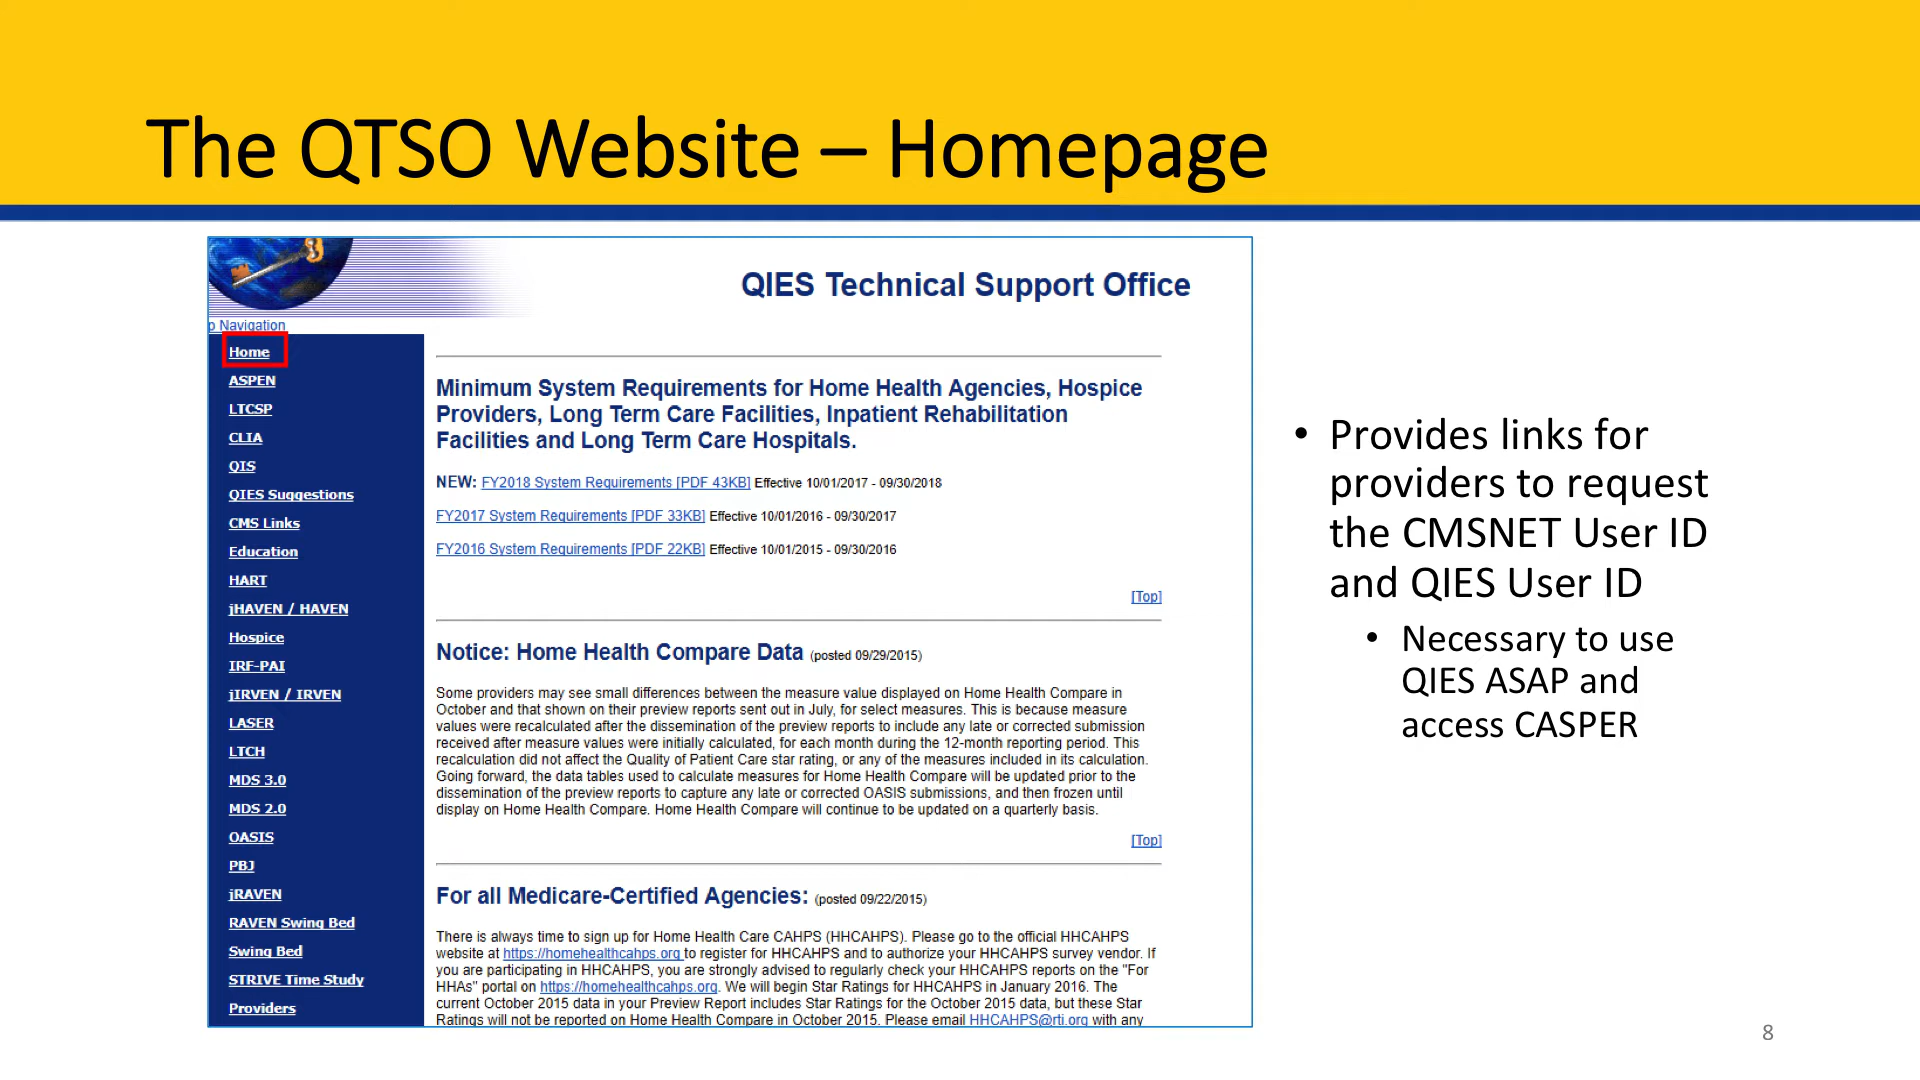 The QTSO Website – Homepage
QIES Technical Support Office
p Navigation
Home
ASPEN
LTCSP
CLIA
QIS
QIES Suggestions
CMS Links
Education
HART
jHAVEN / HAVEN
Hospice
IRF-PAI
jIRVEN / IRVEN
LASER
LTCH
MDS 3.0
MDS 2.0
OASIS
PBJ
jRAVEN
RAVEN Swing Bed
Swing Bed
STRIVE Time Study
Providers
Minimum System Requirements for Home Health Agencies, Hospice
Providers, Long Term Care Facilities, Inpatient Rehabilitation
Facilities and Long Term Care Hospitals.
NEW: FY2018 System Requirements [PDF 43KB] Effective 10/01/2017 - 09/30/2018
FY2017 System Requirements [PDF 33KB] Effective 10/01/2016 - 09/30/2017
FY2016 System Requirements [PDF 22KB] Effective 10/01/2015 - 09/30/2016
[Top]
Notice: Home Health Compare Data (posted 09/29/2015)
Some providers may see small differences between the measure value displayed on Home Health Compare in
October and that shown on their preview reports sent out in July, for select measures. This is because measure
values were recalculated after the dissemination of the preview reports to include any late or corrected submission
received after measure values were initially calculated, for each month during the 12-month reporting period. This
recalculation did not affect the Quality of Patient Care star rating, or any of the measures included in its calculation.
Going forward, the data tables used to calculate measures for Home Health Compare will be updated prior to the
dissemination of the preview reports to capture any late or corrected OASIS submissions, and then frozen until
display on Home Health Compare. Home Health Compare will continue to be updated on a quarterly basis.
[Top]
For all Medicare-Certified Agencies: (posted 09/22/2015)
There is always time to sign up for Home Health Care CAHPS (HHCAHPS). Please go to the official HHCAHPS
website at https://homehealthcahps.org to register for HHCAHPS and to authorize your HHCAHPS survey vendor. If
you are participating in HHCAHPS, you are strongly advised to regularly check your HHCAHPS reports on the "For
HHAs" portal on https://homehealthcahps.org. We will begin Star Ratings for HHCAHPS in January 2016. The
current October 2015 data in your Preview Report includes Star Ratings for the October 2015 data, but these Star
Ratings will not be reported on Home Health Compare in October 2015. Please email HHCAHPS@rti.org with any
• Provides links for
providers to request
the CMSNET User ID
and QIES User ID
• Necessary to use
QIES ASAP and
access CASPER
8